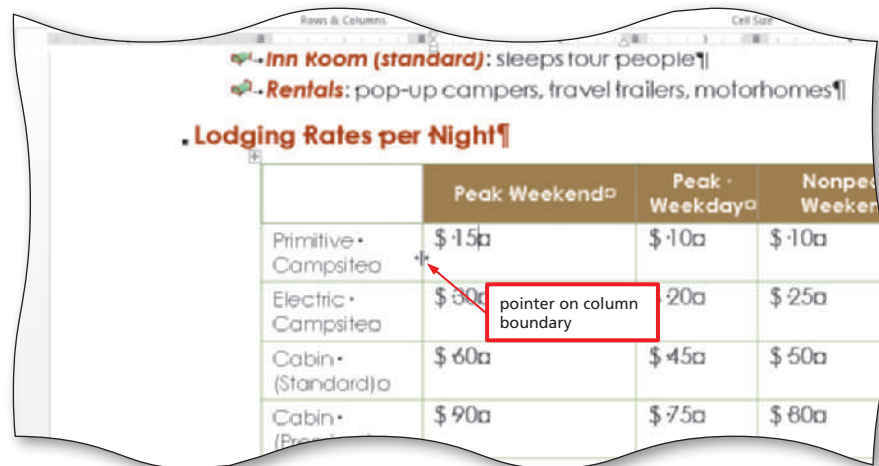 Rows & Columns Cell Size
Inn Room (standard): sleeps four people¶
Rentals: pop-up campers, travel trailers, motorhomes¶
Lodging Rates per Night¶
Peak Weekend¤ Peak· Weekday¤
Primitive· Campsite¤ $·15¤ $·10¤ $·10¤
Electric· Campsite¤ $·30¤ 20¤ $·25¤
pointer on column
boundary
Cabin· (Standard)¤ $·60¤ $·45¤ $·50¤
Cabin· $·90¤ $·75¤ $·80¤